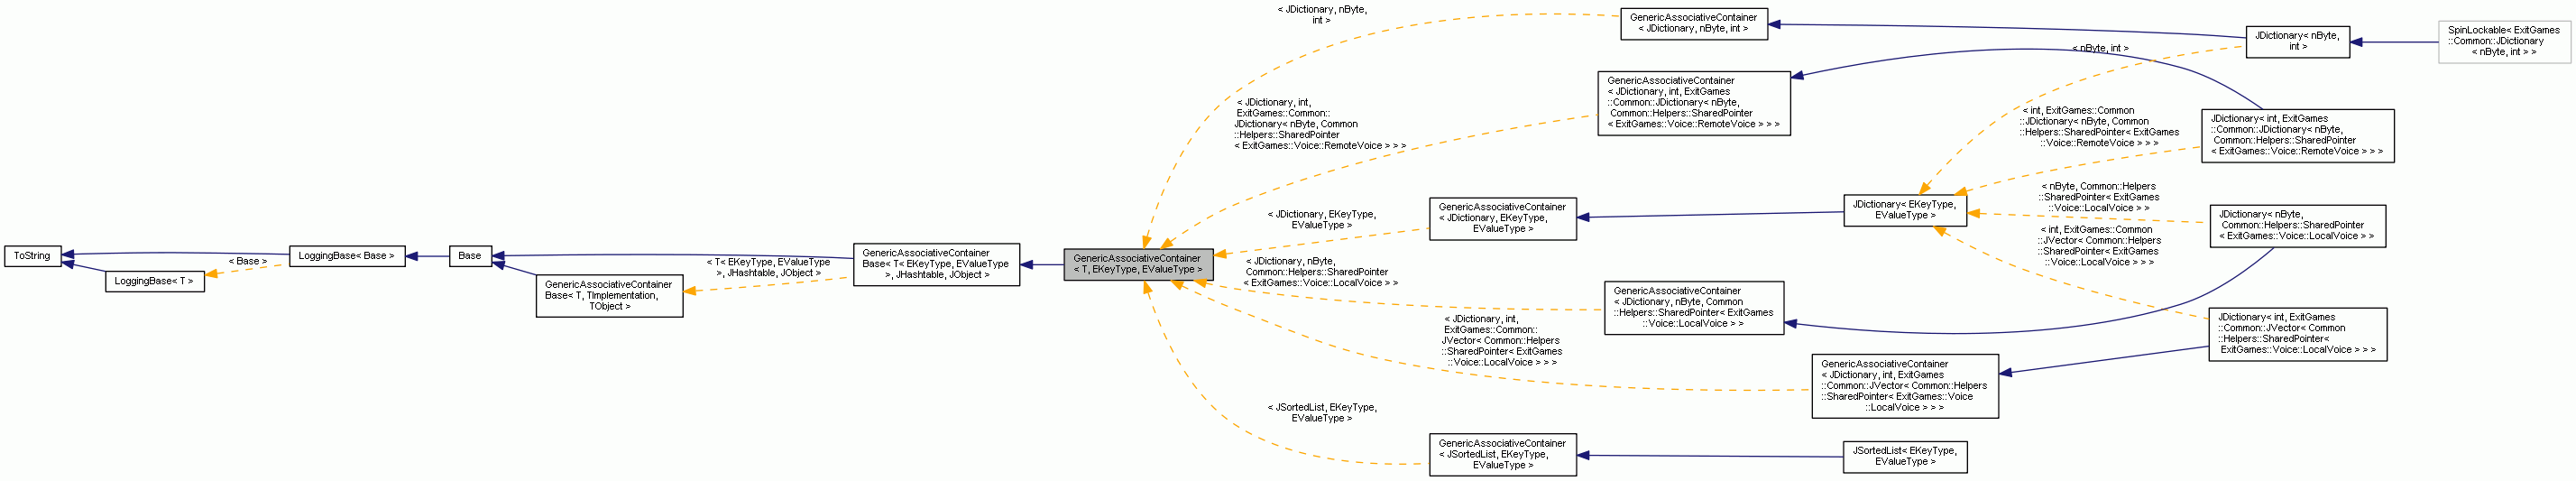 ToString
LoggingBase< T >
< Base >
LoggingBase< Base >
Base
GenericAssociativeContainer
Base< T, TImplementation,
TObject >
< T< EKeyType, EValueType
>, JHashtable, JObject >
GenericAssociativeContainer
Base< T< EKeyType, EValueType
>, JHashtable, JObject >
GenericAssociativeContainer
< T, EKeyType, EValueType >
< JDictionary, nByte,
int >
< JDictionary, int,
ExitGames::Common::
JDictionary< nByte, Common
::Helpers::SharedPointer
< ExitGames::Voice::RemoteVoice > > >
< JDictionary, EKeyType,
EValueType >
< JDictionary, nByte,
Common::Helpers::SharedPointer
< ExitGames::Voice::LocalVoice > >
< JDictionary, int,
ExitGames::Common::
JVector< Common::Helpers
::SharedPointer< ExitGames
::Voice::LocalVoice > > >
< JSortedList, EKeyType,
EValueType >
GenericAssociativeContainer
< JDictionary, nByte, int >
GenericAssociativeContainer
< JDictionary, int, ExitGames
::Common::JDictionary< nByte,
Common::Helpers::SharedPointer
< ExitGames::Voice::RemoteVoice > > >
GenericAssociativeContainer
< JDictionary, EKeyType,
EValueType >
GenericAssociativeContainer
< JDictionary, nByte, Common
::Helpers::SharedPointer< ExitGames
::Voice::LocalVoice > >
GenericAssociativeContainer
< JDictionary, int, ExitGames
::Common::JVector< Common::Helpers
::SharedPointer< ExitGames::Voice
::LocalVoice > > >
GenericAssociativeContainer
< JSortedList, EKeyType,
EValueType >
JDictionary< EKeyType,
EValueType >
JSortedList< EKeyType,
EValueType >
< nByte, int >
< int, ExitGames::Common
::JDictionary< nByte, Common
::Helpers::SharedPointer< ExitGames
::Voice::RemoteVoice > > >
< nByte, Common::Helpers
::SharedPointer< ExitGames
::Voice::LocalVoice > >
< int, ExitGames::Common
::JVector< Common::Helpers
::SharedPointer< ExitGames
::Voice::LocalVoice > > >
JDictionary< nByte,
int >
SpinLockable< ExitGames
::Common::JDictionary
< nByte, int > >
JDictionary< int, ExitGames
::Common::JDictionary< nByte,
Common::Helpers::SharedPointer
< ExitGames::Voice::RemoteVoice > > >
JDictionary< nByte,
Common::Helpers::SharedPointer
< ExitGames::Voice::LocalVoice > >
JDictionary< int, ExitGames
::Common::JVector< Common
::Helpers::SharedPointer<
ExitGames::Voice::LocalVoice > > >